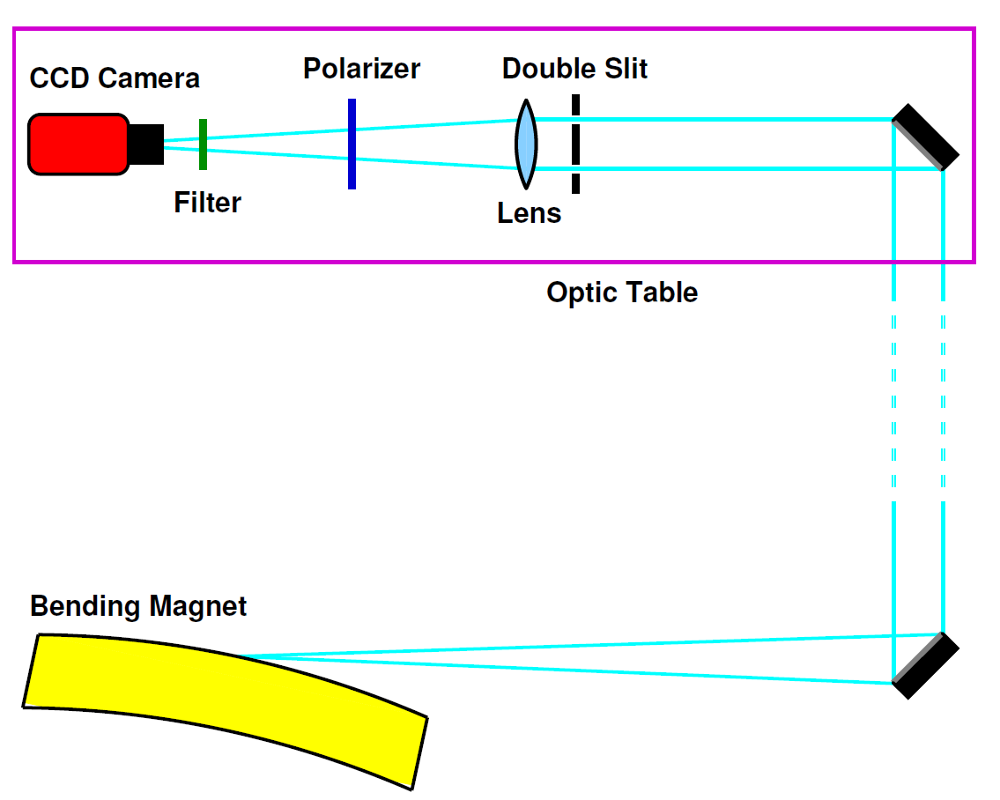 CCD Camera
Polarizer
Double Slit
Filter
Lens
Optic Table
Bending Magnet